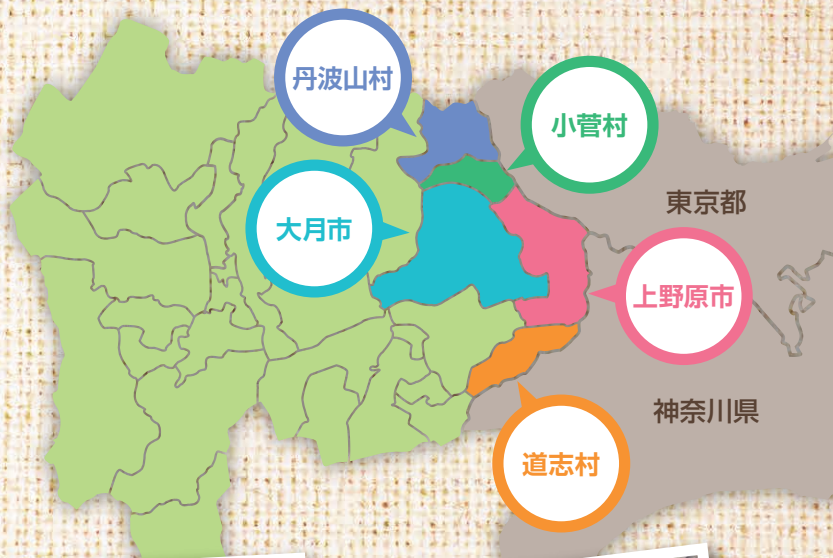 丹波山村
小菅村
東京都
大月市
上野原市
神奈川県
道志村